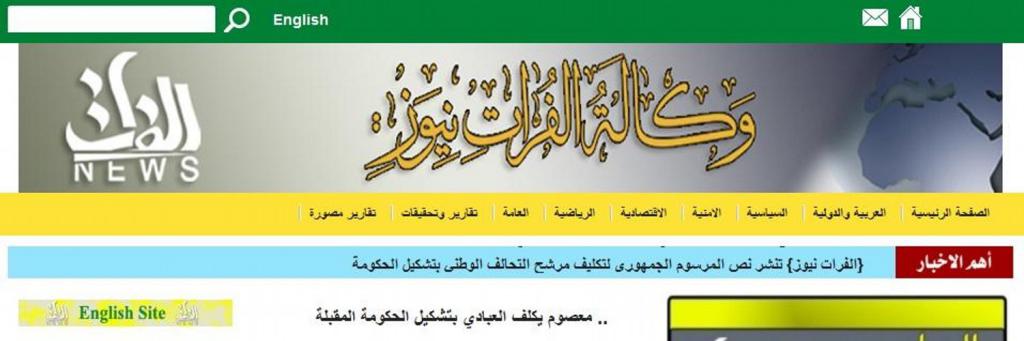 English
الفرات
NEWS
وكالة الفرات نيوز
الصفحة الرئيسية | العربية والدولية | السياسية | الامنية | الاقتصادية | الرياضية | العامة | تقارير وتحقيقات | تقارير مصورة
أهم الاخبار
{الفرات نيوز} تنشر نص المرسوم الجمهوري لتكليف مرشح التحالف الوطني بتشكيل الحكومة
.. معصوم يكلف العبادي بتشكيل الحكومة المقبلة
English Site